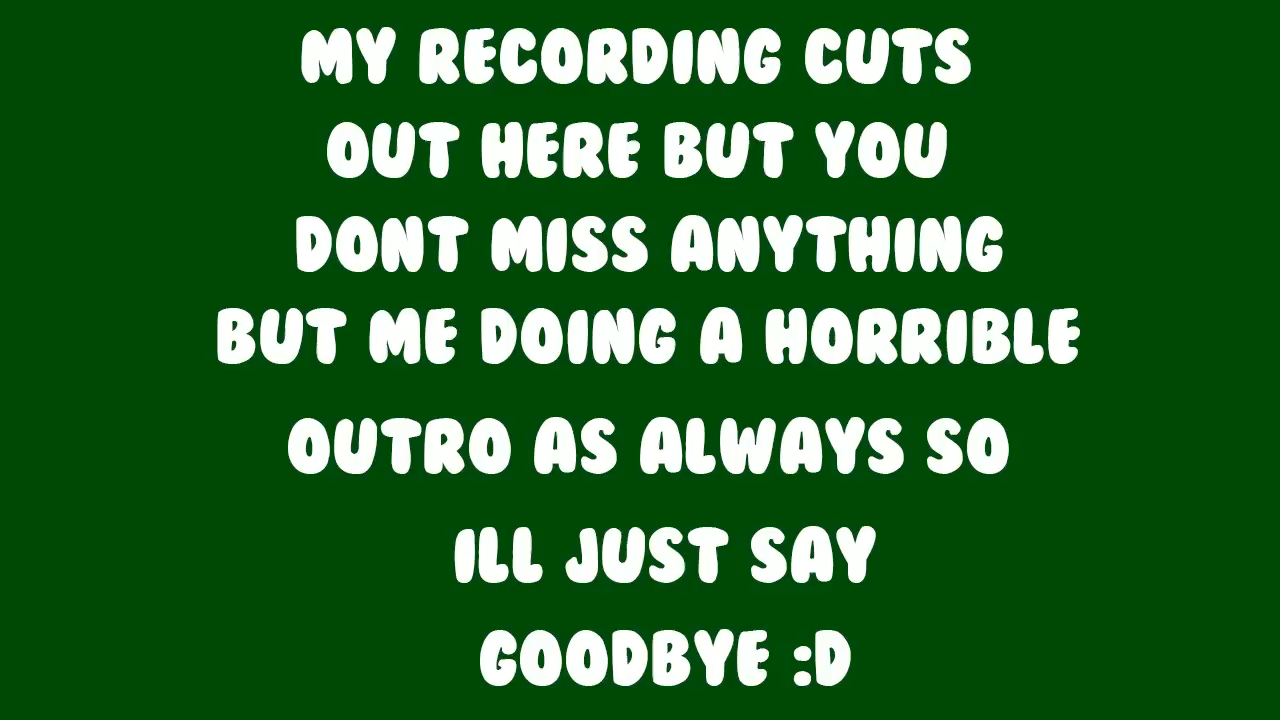 MY RECORDING CUTS
OUT HERE BUT YOU
DONT MISS ANYTHING
BUT ME DOING A HORRIBLE
OUTRO AS ALWAYS SO
ILL JUST SAY
GOODBYE :D